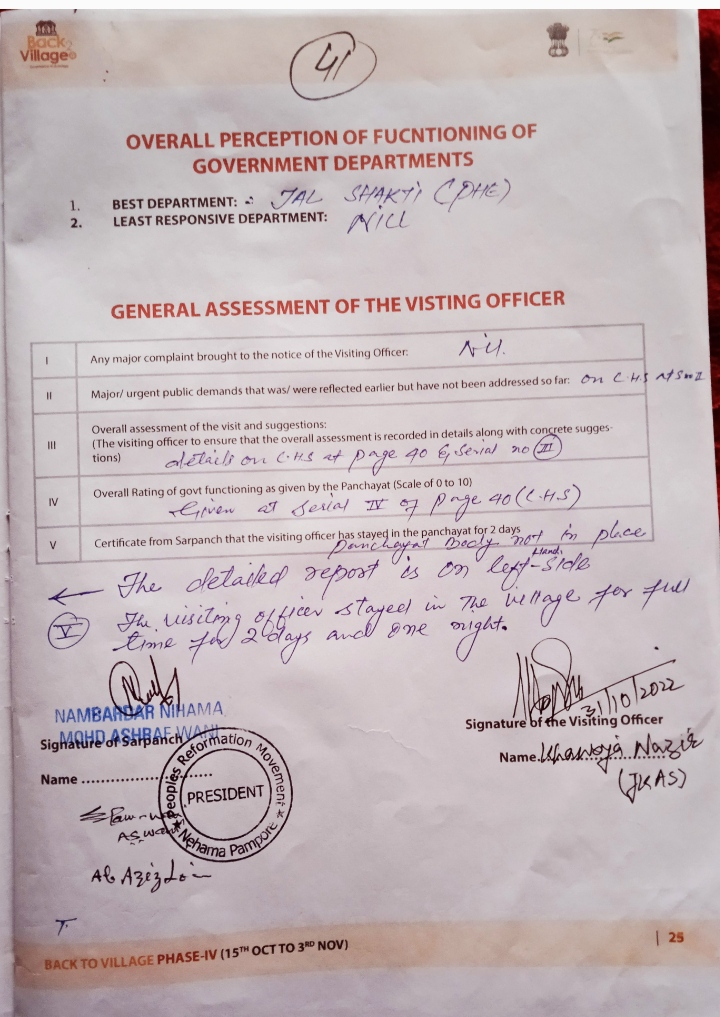 Back 2
Village
41
OVERALL PERCEPTION OF FUCNTIONING OF
GOVERNMENT DEPARTMENTS
1. BEST DEPARTMENT: - JAL SHAKTI (PHE)
2. LEAST RESPONSIVE DEPARTMENT: NILL
GENERAL ASSESSMENT OF THE VISTING OFFICER
I Any major complaint brought to the notice of the Visiting Officer: Nil.
II Major/ urgent public demands that was/ were reflected earlier but have not been addressed so far: on C.H.S at S no II
Overall assessment of the visit and suggestions:
III (The visiting officer to ensure that the overall assessment is recorded in details along with concrete sugges-
tions) details on C.H.S at page 40 & Serial no III
IV Overall Rating of govt functioning as given by the Panchayat (Scale of 0 to 10)
Given at serial IV of page 40 (C.H.S)
V Certificate from Sarpanch that the visiting officer has stayed in the panchayat for 2 days
panchayat Body not in place
← The detailed report is on left Hand-side
V The visiting officer stayed in the village for full
time for 2 days and one night.
NAMBARDAR NIHAMA
MOHD ASHRAF WANI
31/10/2022
Signature of Sarpanch
Signature of the Visiting Officer
Name
Name. Khawaja Nazir
(JKAS)
Peoples Reformation Movement
PRESIDENT
Nehama Pampore
BACK TO VILLAGE PHASE-IV (15TH OCT TO 3RD NOV)
| 25